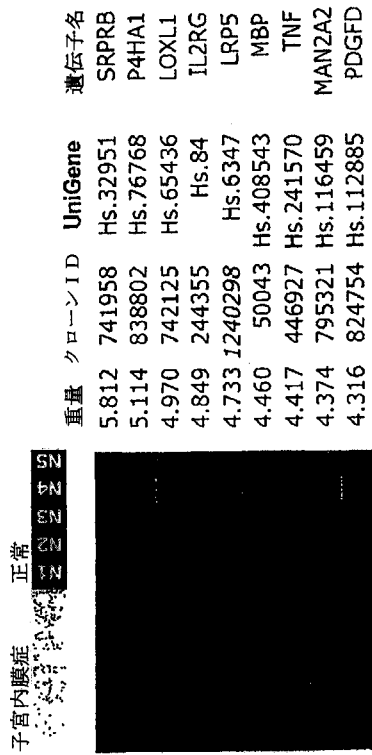 子宮内膜症 正常
N1 N2 N3 N4 N5
重量 クローンID UniGene 遺伝子名
5.812 741958 Hs.32951 SRPRB
5.114 838802 Hs.76768 P4HA1
4.970 742125 Hs.65436 LOXL1
4.849 244355 Hs.84 IL2RG
4.733 1240298 Hs.6347 LRP5
4.460 50043 Hs.408543 MBP
4.417 446927 Hs.241570 TNF
4.374 795321 Hs.116459 MAN2A2
4.316 824754 Hs.112885 PDGFD